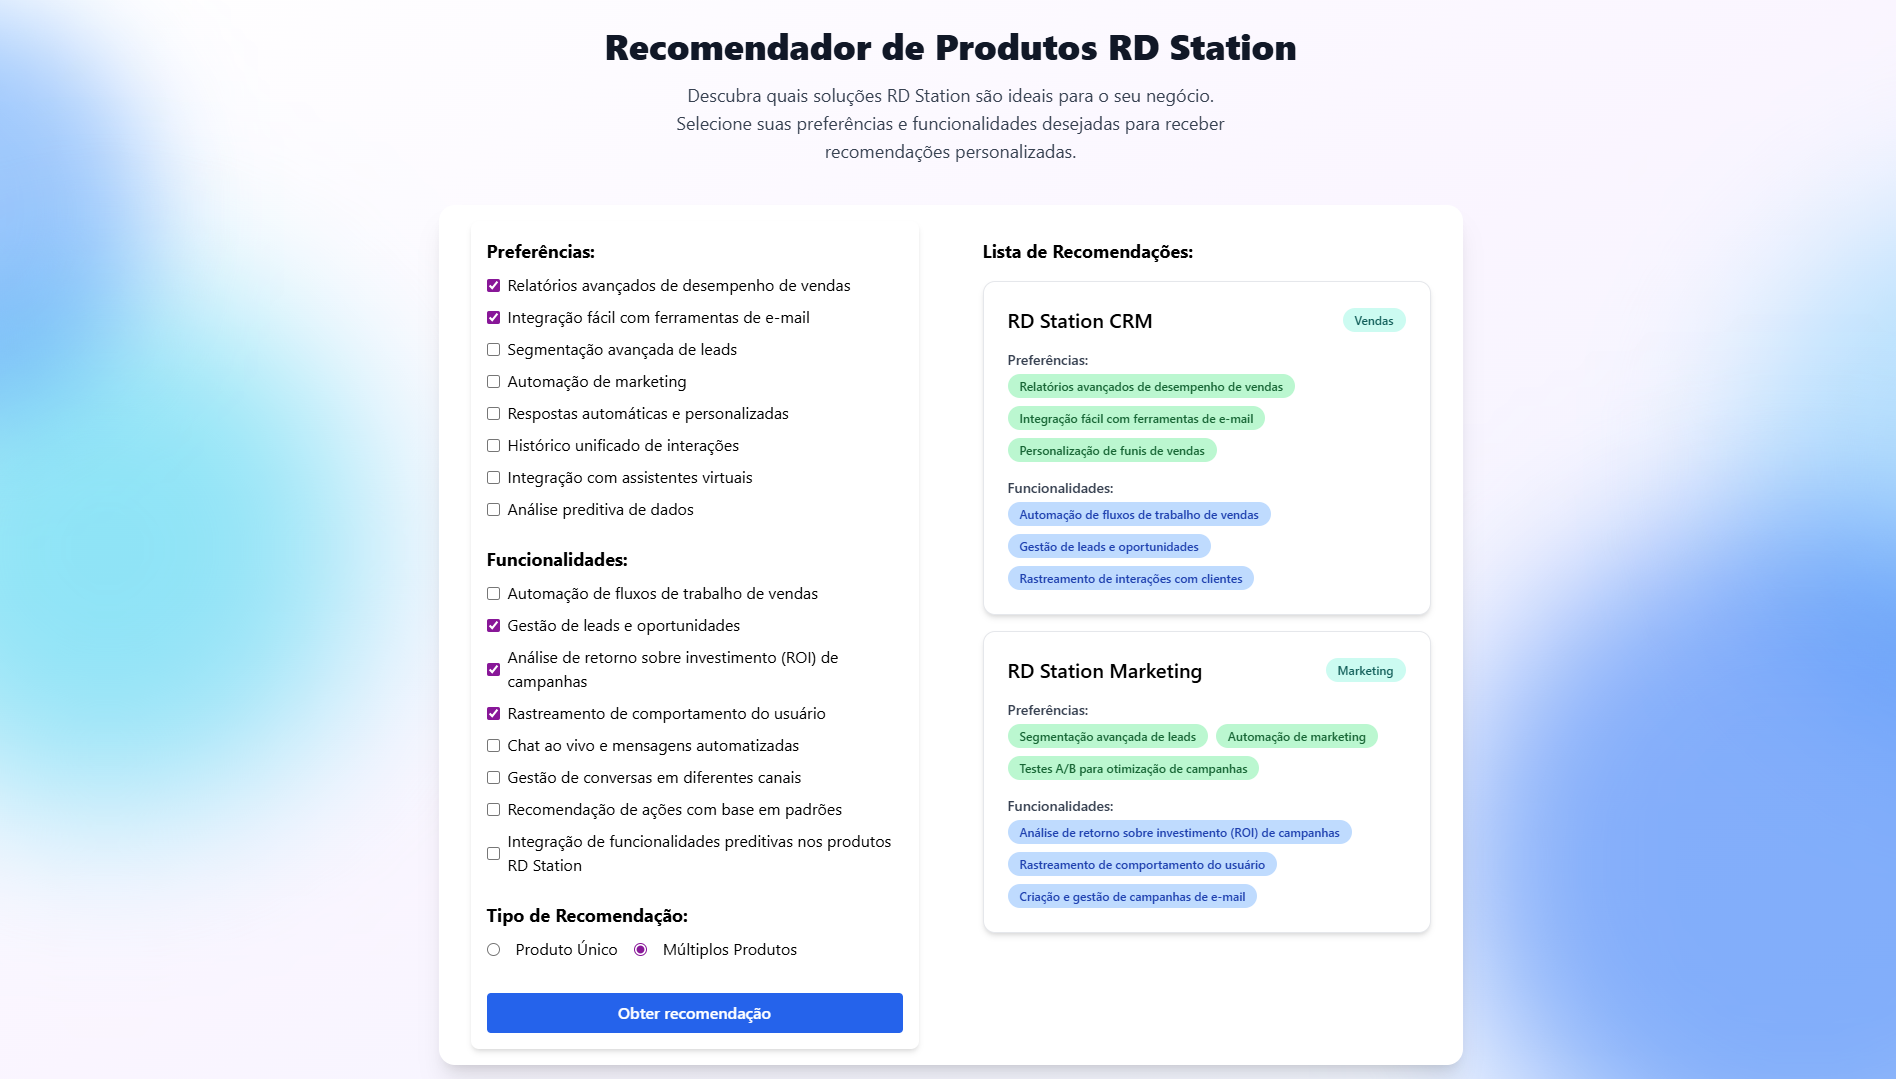 Recomendador de Produtos RD Station
Descubra quais soluções RD Station são ideais para o seu negócio.
Selecione suas preferências e funcionalidades desejadas para receber
recomendações personalizadas.
Preferências:
Relatórios avançados de desempenho de vendas
Integração fácil com ferramentas de e-mail
Segmentação avançada de leads
Automação de marketing
Respostas automáticas e personalizadas
Histórico unificado de interações
Integração com assistentes virtuais
Análise preditiva de dados
Funcionalidades:
Automação de fluxos de trabalho de vendas
Gestão de leads e oportunidades
Análise de retorno sobre investimento (ROI) de
campanhas
Rastreamento de comportamento do usuário
Chat ao vivo e mensagens automatizadas
Gestão de conversas em diferentes canais
Recomendação de ações com base em padrões
Integração de funcionalidades preditivas nos produtos
RD Station
Tipo de Recomendação:
Produto Único Múltiplos Produtos
Obter recomendação
Lista de Recomendações:
RD Station CRM Vendas
Preferências:
Relatórios avançados de desempenho de vendas
Integração fácil com ferramentas de e-mail
Personalização de funis de vendas
Funcionalidades:
Automação de fluxos de trabalho de vendas
Gestão de leads e oportunidades
Rastreamento de interações com clientes
RD Station Marketing Marketing
Preferências:
Segmentação avançada de leads Automação de marketing
Testes A/B para otimização de campanhas
Funcionalidades:
Análise de retorno sobre investimento (ROI) de campanhas
Rastreamento de comportamento do usuário
Criação e gestão de campanhas de e-mail